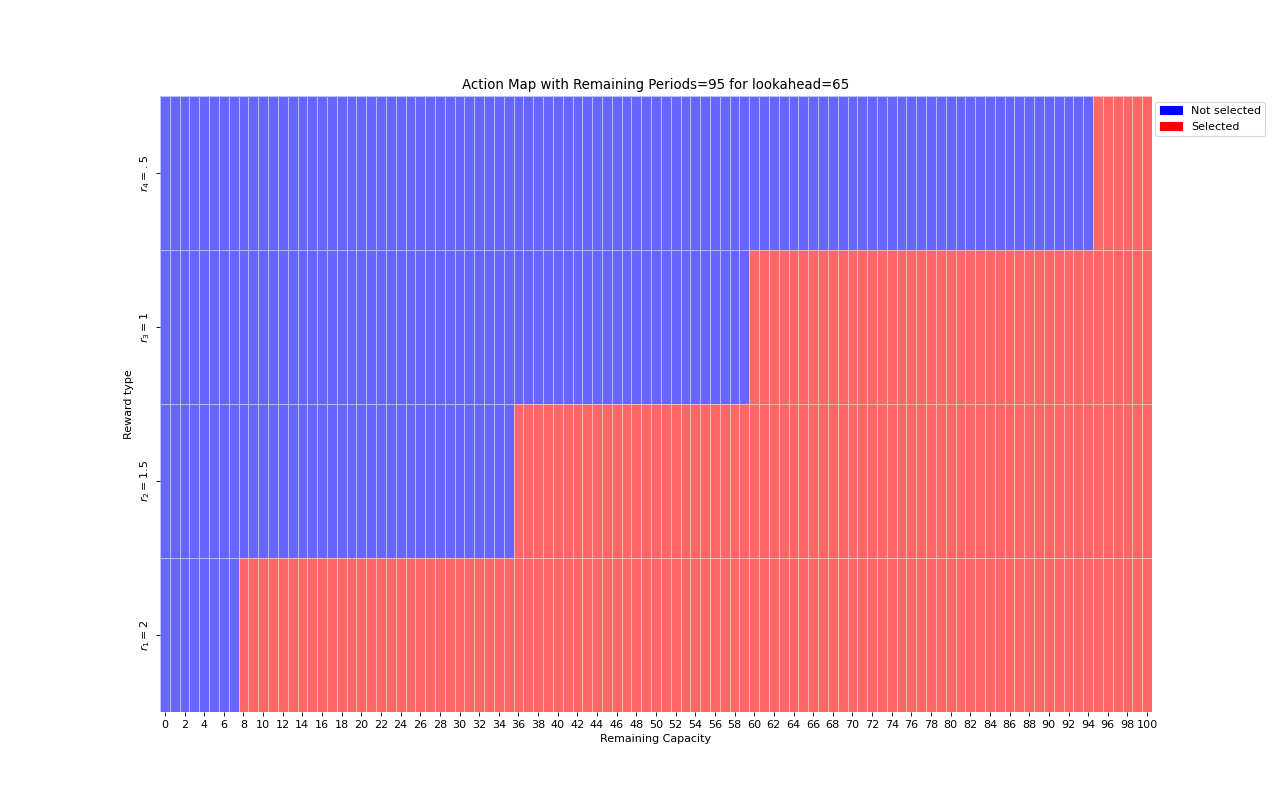 Action Map with Remaining Periods=95 for lookahead=65
Not selected
Selected
r₄ = .5
r₃ = 1
r₂ = 1.5
r₁ = 2
Reward type
0 2 4 6 8 10 12 14 16 18 20 22 24 26 28 30 32 34 36 38 40 42 44 46 48 50 52 54 56 58 60 62 64 66 68 70 72 74 76 78 80 82 84 86 88 90 92 94 96 98 100
Remaining Capacity